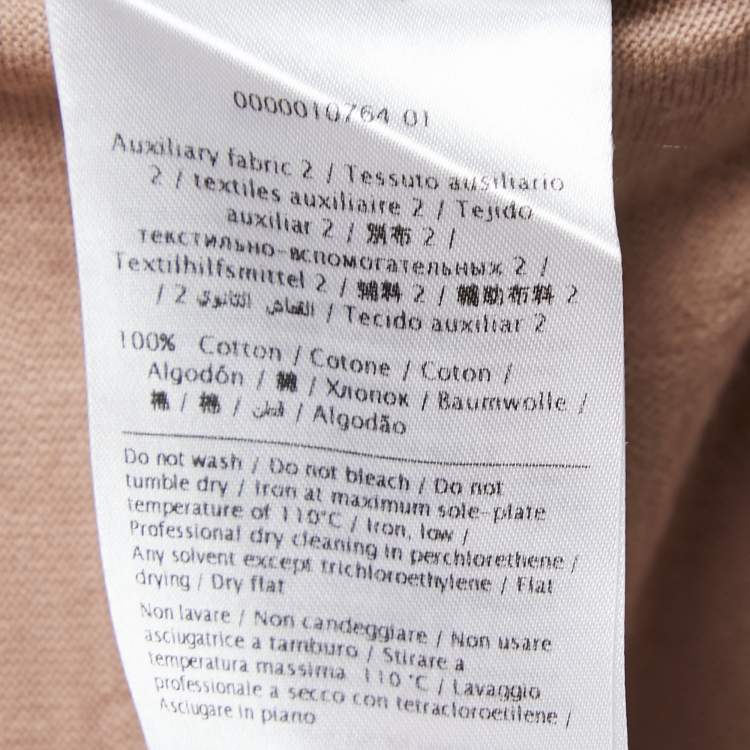 0000010764 01
Auxiliary fabric 2 / Tessuto ausiliario
2 / textiles auxiliaire 2 / Tejido
auxiliar 2 / 別布 2 /
текстильно-вспомогательных 2 /
Textilhilfsmittel 2 / 辅料 2 / 輔助布料 2
/ القماش الثانوي 2 / Tecido auxiliar 2
100% Cotton / Cotone / Coton /
Algodón / 綿 / Хлопок / Baumwolle /
棉 / 棉 / قطن / Algodão
Do not wash / Do not bleach / Do not
tumble dry / Iron at maximum sole-plate
temperature of 110°C / Iron, low /
Professional dry cleaning in perchlorethene /
Any solvent except trichloroethylene / Flat
drying / Dry flat
Non lavare / Non candeggiare / Non usare
asciugatrice a tamburo / Stirare a
temperatura massima 110°C / Lavaggio
professionale a secco con tetracloroetilene /
Asciugare in piano